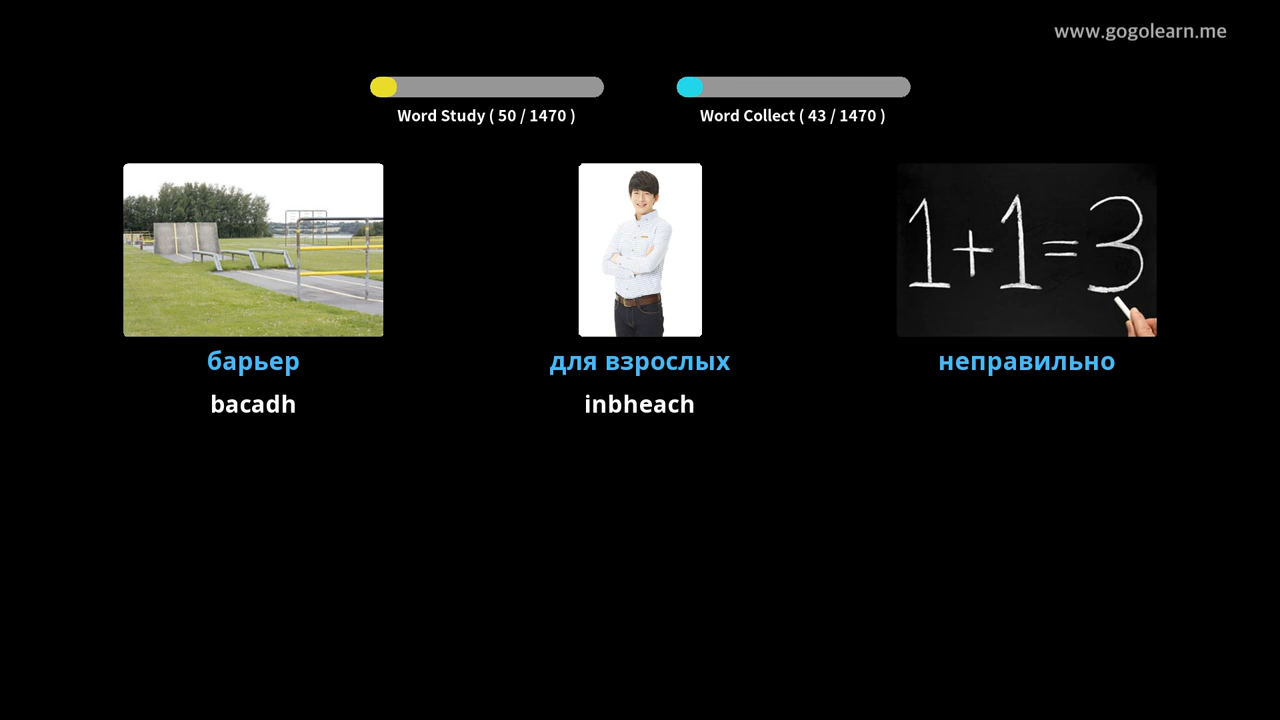 www.gogolearn.me
Word Study ( 50 / 1470 )
Word Collect ( 43 / 1470 )
1+1=3
барьер
для взрослых
неправильно
bacadh
inbheach